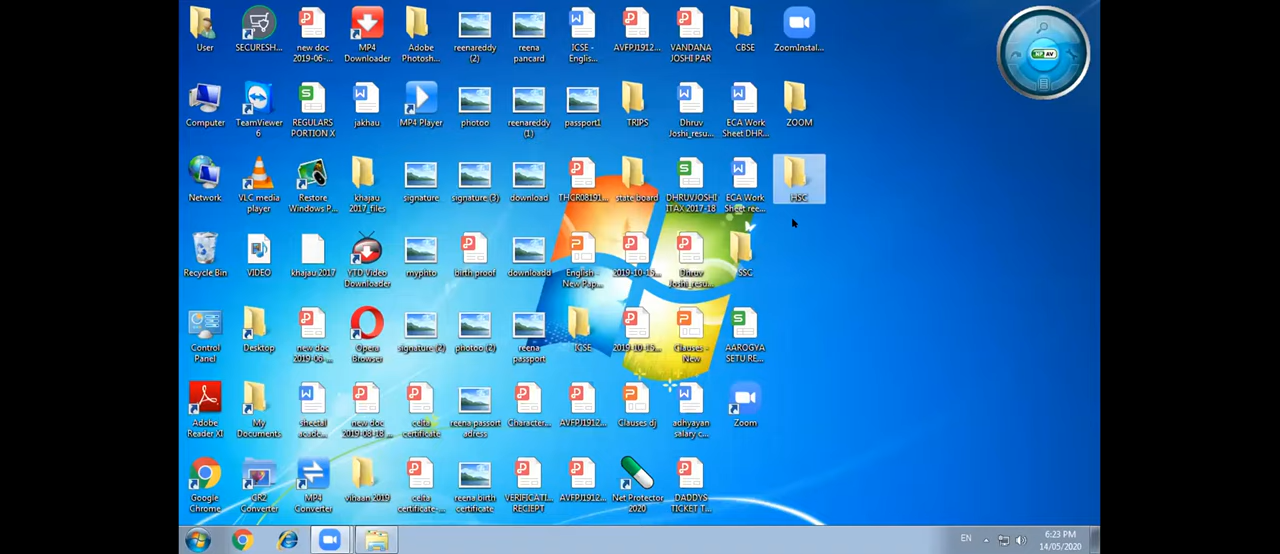 User
SECURESH...
new doc
2019-06-...
MP4
Downloader
Adobe
Photosh...
reenareddy
(2)
reena
pancard
ICSE -
Englis...
AVFPJ1912...
VANDANA
JOSHI PAR
CBSE
ZoomInstal...
NP AV
Computer
TeamViewer
6
REGULARS
PORTION X
jakhau
MP4 Player
photoo
reenareddy
(1)
passport1
TRIPS
Dhruv
Joshi_resu...
ECA Work
Sheet DHR...
ZOOM
Network
VLC media
player
Restore
Windows P...
khajau
2017_files
signature
signature (3)
download
THGR08191...
state board
DHRUVJOSHI
ITAX 2017-18
ECA Work
Sheet ree...
HSC
Recycle Bin
VIDEO
khajau 2017
YTD Video
Downloader
myphto
birth proof
downloadd
English -
New Pap...
2019-10-15...
Dhruv
Joshi_resu...
SSC
Control
Panel
Desktop
new doc
2019-06-...
Opera
Browser
signature (2)
photoo (2)
reena
passport
ICSE
2019-10-15...
Clauses -
New
AAROGYA
SETU RE...
Adobe
Reader XI
My
Documents
sheetal
acade...
new doc
2019-08-18 ...
celta
certificate
reena passort
adress
Character...
AVFPJ1912...
Clauses dj
adhyayan
salary c...
Zoom
Google
Chrome
CR2
Converter
MP4
Converter
vihaan 2019
celta
certificate-...
reena birth
certificate
VERIFICATI...
RECIEPT
AVFPJ1912...
Net Protector
2020
DADDYS
TICKET T...
EN
6:23 PM
14/05/2020